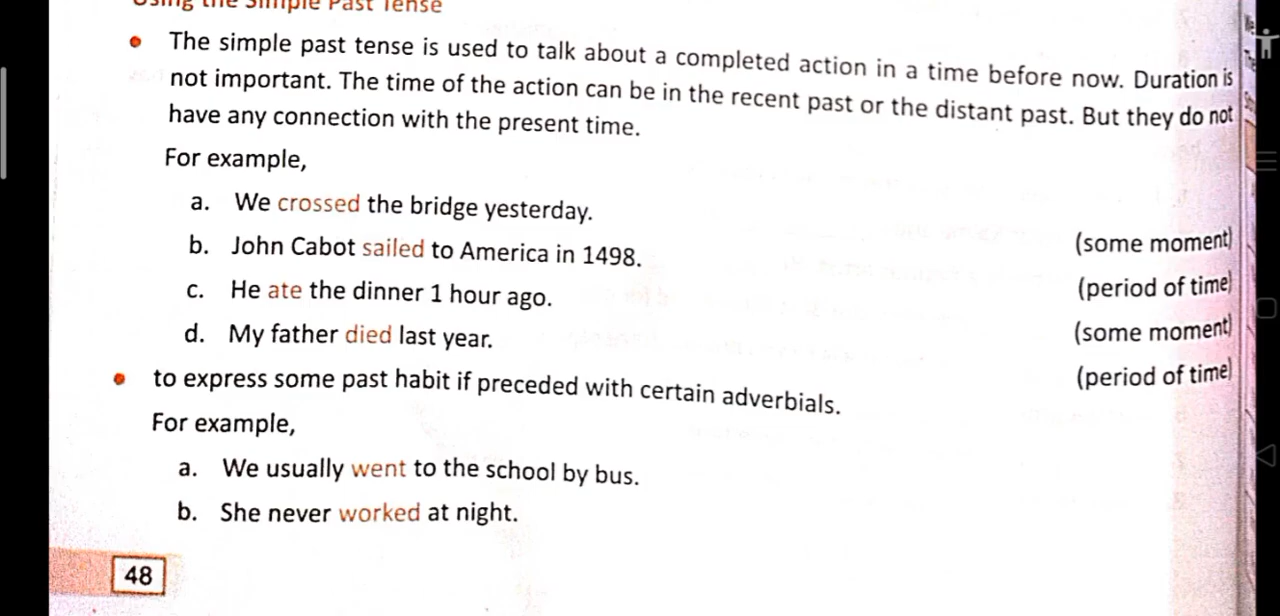 Using the Simple Past Tense
• The simple past tense is used to talk about a completed action in a time before now. Duration is
not important. The time of the action can be in the recent past or the distant past. But they do not
have any connection with the present time.
For example,
a. We crossed the bridge yesterday. (some moment)
b. John Cabot sailed to America in 1498. (period of time)
c. He ate the dinner 1 hour ago. (some moment)
d. My father died last year. (period of time)
• to express some past habit if preceded with certain adverbials.
For example,
a. We usually went to the school by bus.
b. She never worked at night.
48